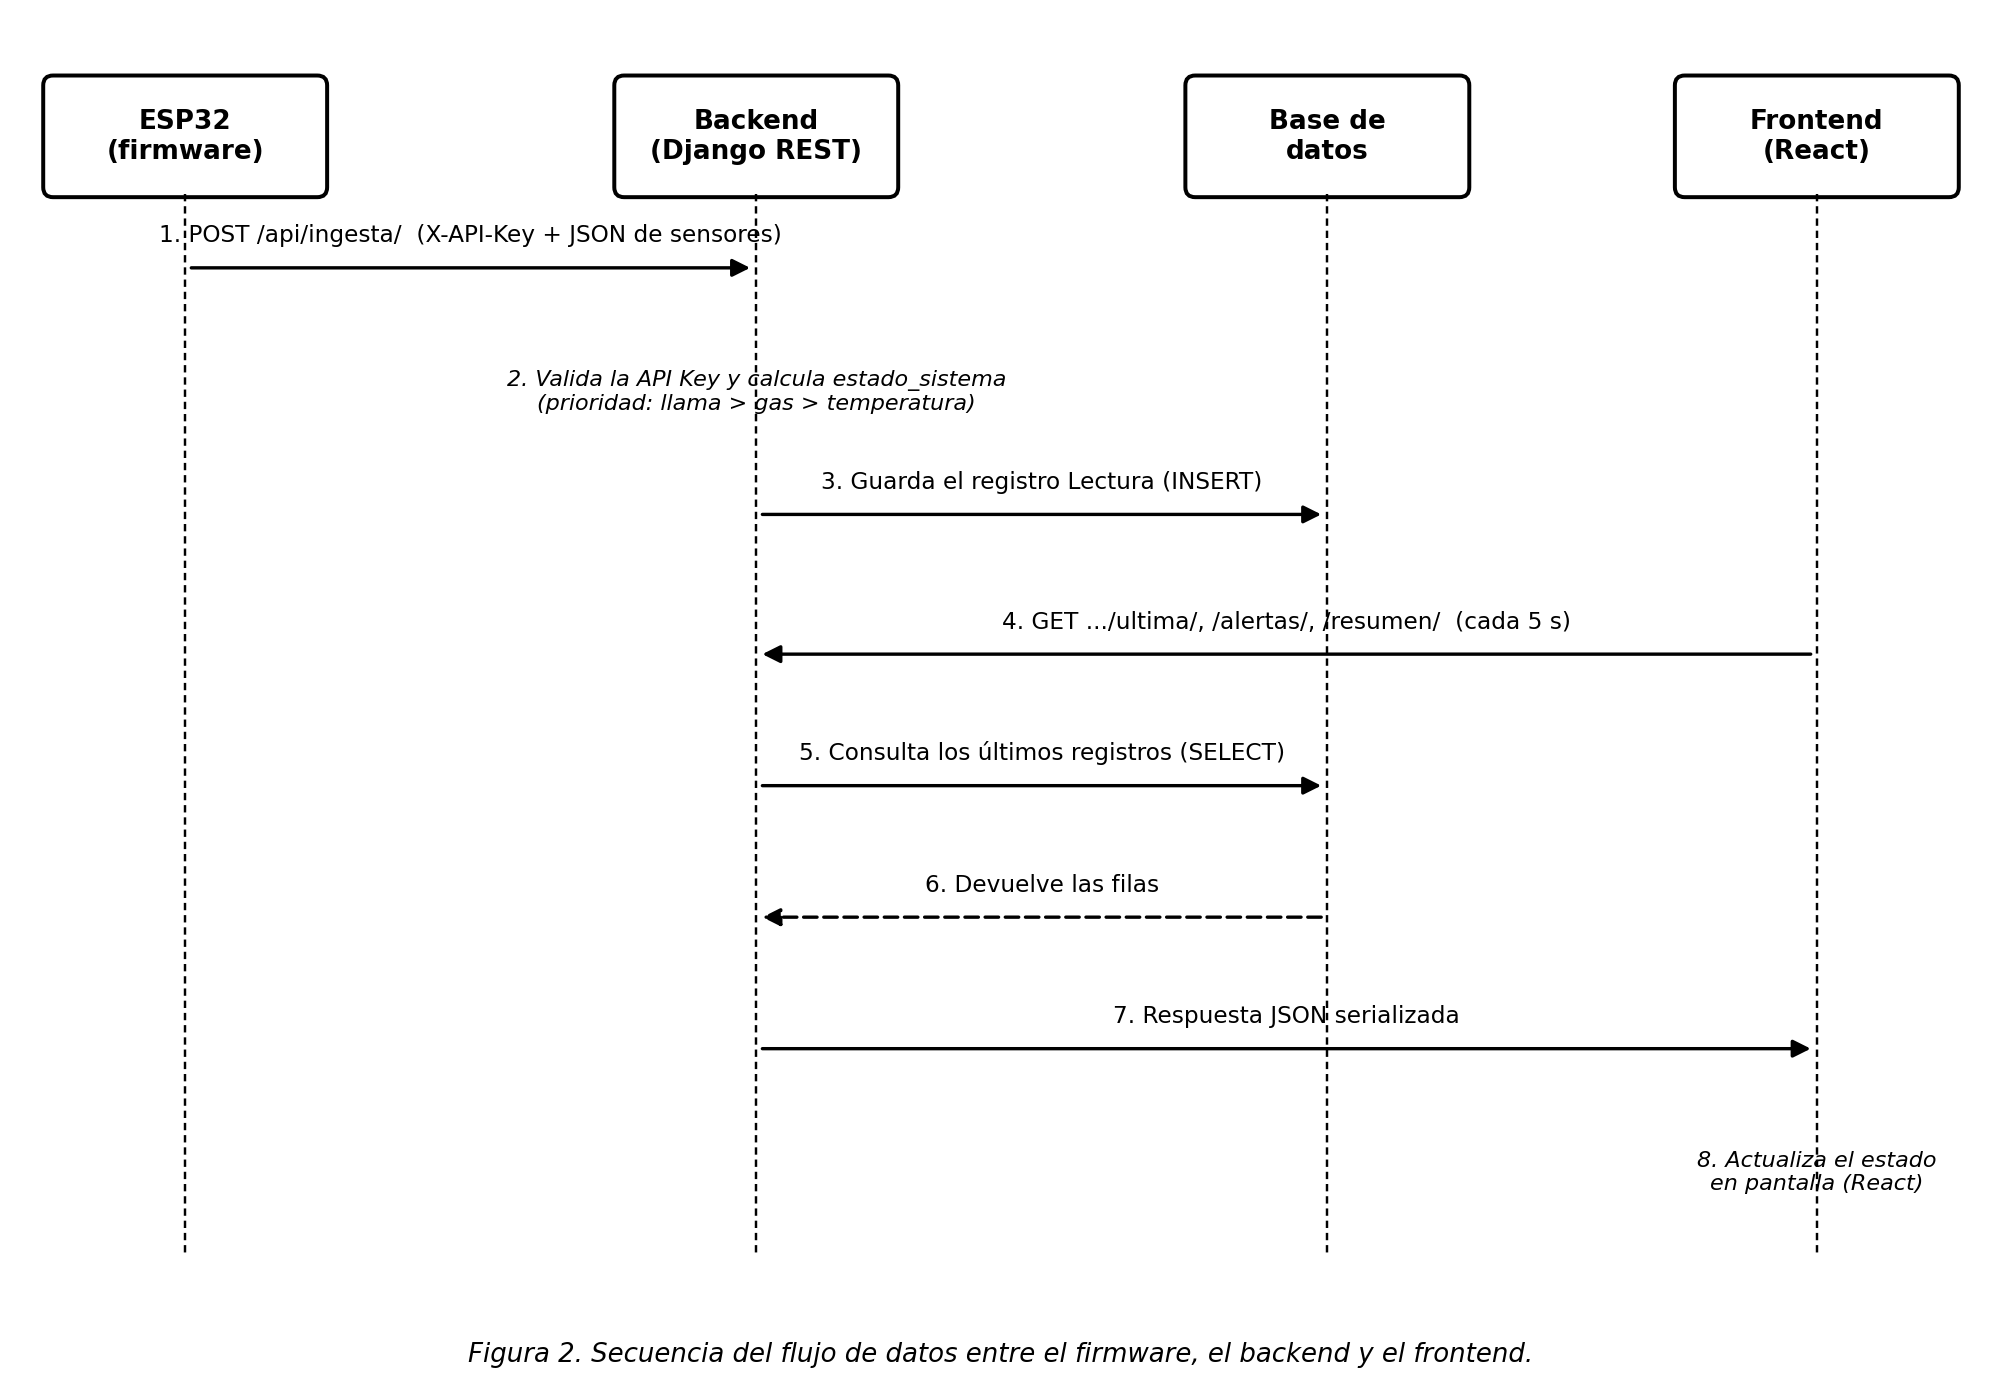 ESP32
(firmware)
Backend
(Django REST)
Base de
datos
Frontend
(React)
1. POST /api/ingesta/  (X-API-Key + JSON de sensores)
2. Valida la API Key y calcula estado_sistema
(prioridad: llama > gas > temperatura)
3. Guarda el registro Lectura (INSERT)
4. GET .../ultima/, /alertas/, /resumen/  (cada 5 s)
5. Consulta los últimos registros (SELECT)
6. Devuelve las filas
7. Respuesta JSON serializada
8. Actualiza el estado
en pantalla (React)
Figura 2. Secuencia del flujo de datos entre el firmware, el backend y el frontend.